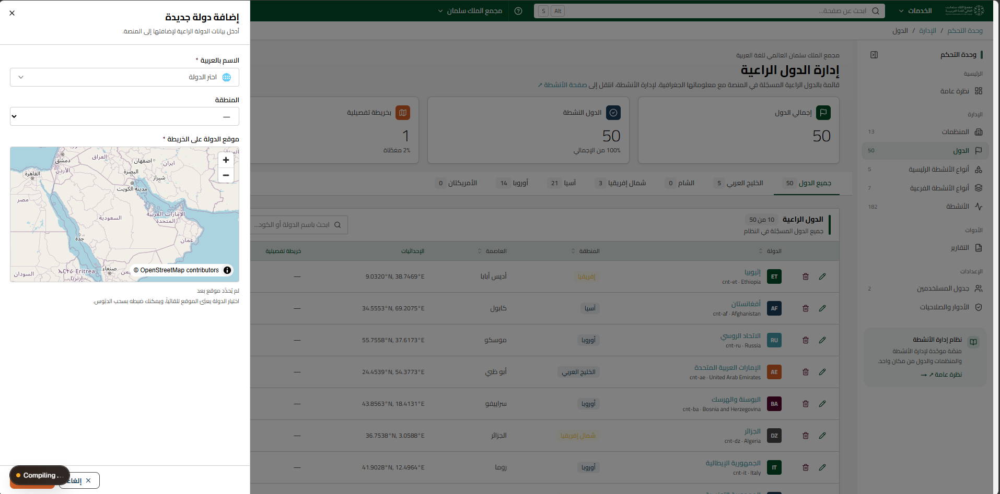 الخدمات
ابحث عن صفحة...
Alt
S
مجمع الملك سلمان
وحدة التحكم / الإدارة / الدول
وحدة التحكم
الرئيسية
نظرة عامة
الإدارة
المنظمات 13
الدول 50
أنواع الأنشطة الرئيسية 5
أنواع الأنشطة الفرعية 7
الأنشطة 182
الأدوات
التقارير
الإعدادات
جدول المستخدمين 2
الأدوار والصلاحيات
نظام إدارة الأنشطة
منصّة موحّدة لإدارة الأنشطة
والمنظمات والدول من مكان واحد.
نظرة عامة ↗ →
مجمع الملك سلمان العالمي للغة العربية
إدارة الدول الراعية
قائمة بالدول الراعية المسجّلة في المنصة مع معلوماتها الجغرافية. لإدارة الأنشطة، انتقل إلى صفحة الأنشطة ↗
إجمالي الدول
50
الدول النشطة
50
100% من الإجمالي
بخريطة تفصيلية
1
2% مغطّاة
جميع الدول 50
الخليج العربي 5
الشام 0
شمال إفريقيا 3
آسيا 21
أوروبا 14
الأمريكتان 0
الدول الراعية 10 من 50
جميع الدول المسجّلة في النظام
ابحث باسم الدولة أو الكود...
الدولة المنطقة العاصمة الإحداثيات خريطة تفصيلية
ET إثيوبيا إفريقيا أديس أبابا 9.0320°N, 38.7469°E —
cnt-et · Ethiopia
AF أفغانستان آسيا كابول 34.5553°N, 69.2075°E —
cnt-af · Afghanistan
RU الاتحاد الروسي أوروبا موسكو 55.7558°N, 37.6173°E —
cnt-ru · Russia
AE الإمارات العربية المتحدة الخليج العربي أبو ظبي 24.4539°N, 54.3773°E —
cnt-ae · United Arab Emirates
BA البوسنة والهرسك أوروبا سراييفو 43.8563°N, 18.4131°E —
cnt-ba · Bosnia and Herzegovina
DZ الجزائر شمال إفريقيا الجزائر 36.7538°N, 3.0588°E —
cnt-dz · Algeria
IT الجمهورية الإيطالية أوروبا روما 41.9028°N, 12.4964°E —
cnt-it · Italy
إضافة دولة جديدة
أدخل بيانات الدولة الراعية لإضافتها إلى المنصة.
الاسم بالعربية *
اختر الدولة
المنطقة
—
موقع الدولة على الخريطة *
دمشق
العراق
اصفهان
ایران
القاهرة
الأردن
البصرة
شیراز
مدينة الكويت
مصر
السعودية
الإمارات العربية
المتحدة
جدة
عمان
صنعاء
السودان
ኤርትራ Eritrea
إرتريا
© OpenStreetMap contributors
لم يُحدَّد موقع بعد
اختيار الدولة يعبّئ الموقع تلقائياً، ويمكنك ضبطه بسحب الدبّوس.
Compiling ...
إلغاء